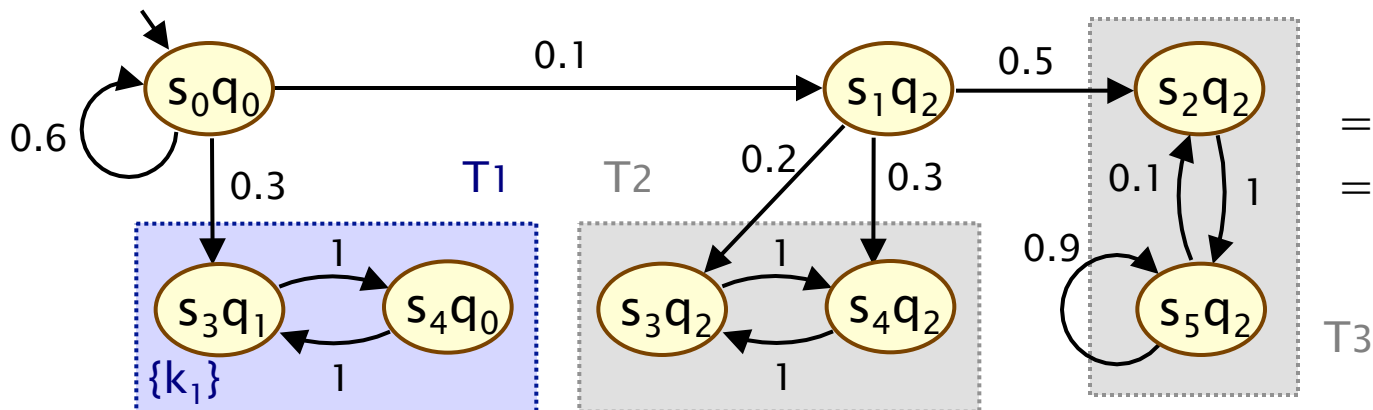 0.1
0.5
s₀q₀
s₁q₂
s₂q₂
=
0.6
0.3
T1
T2
0.2
0.3
0.1
1
=
1
1
0.9
s₃q₁
s₄q₀
s₃q₂
s₄q₂
s₅q₂
T3
{k₁}
1
1